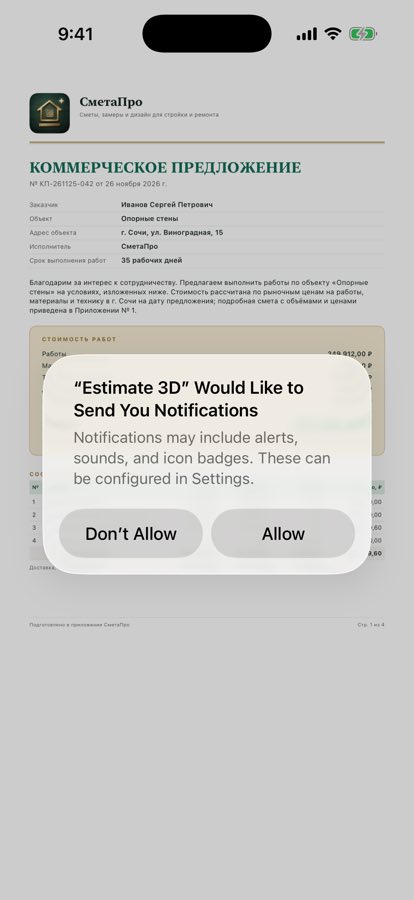 9:41
СметаПро
Сметы, замеры и дизайн для стройки и ремонта
КОММЕРЧЕСКОЕ ПРЕДЛОЖЕНИЕ
№ КП-261125-042 от 26 ноября 2026 г.
Заказчик Иванов Сергей Петрович
Объект Опорные стены
Адрес объекта г. Сочи, ул. Виноградная, 15
Исполнитель СметаПро
Срок выполнения работ 35 рабочих дней
Благодарим за интерес к сотрудничеству. Предлагаем выполнить работы по объекту «Опорные
стены» на условиях, изложенных ниже. Стоимость рассчитана по рыночным ценам на работы,
материалы и технику в г. Сочи на дату предложения; подробная смета с объёмами и ценами
приведена в Приложении № 1.
СТОИМОСТЬ РАБОТ
Работы 349 912,00 ₽
“Estimate 3D” Would Like to
Send You Notifications
Notifications may include alerts,
sounds, and icon badges. These can
be configured in Settings.
Don’t Allow Allow
№
1
2
3
4
Подготовлено в приложении СметаПро Стр. 1 из 4